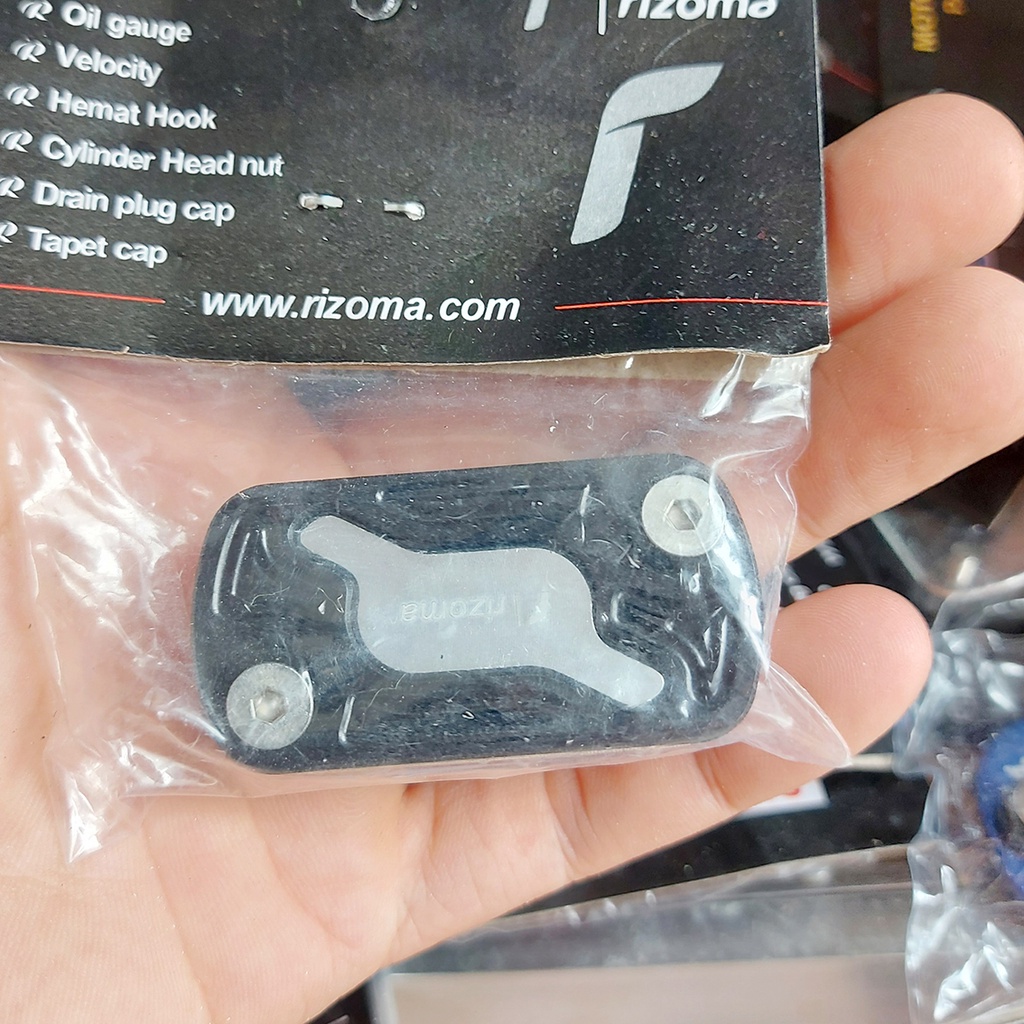 rizoma
Oil gauge
Velocity
Hemat Hook
Cylinder Head nut
Drain plug cap
Tapet cap
www.rizoma.com
rizoma